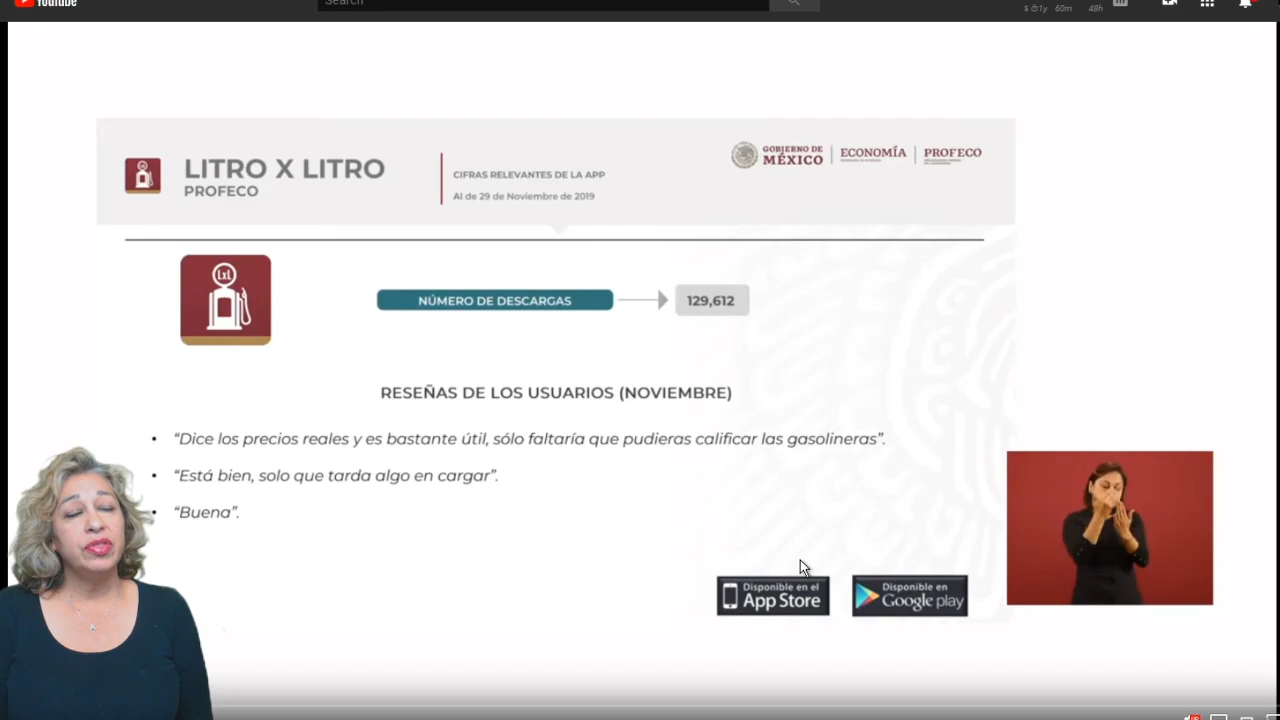 YouTube
Search
60m
48h
LITRO X LITRO
PROFECO
CIFRAS RELEVANTES DE LA APP
Al de 29 de Noviembre de 2019
GOBIERNO DE
MÉXICO
ECONOMÍA
PROFECO
LxL
NÚMERO DE DESCARGAS
129,612
RESEÑAS DE LOS USUARIOS (NOVIEMBRE)
• “Dice los precios reales y es bastante útil, sólo faltaría que pudieras calificar las gasolineras”.
• “Está bien, solo que tarda algo en cargar”.
• “Buena”.
Disponible en el
App Store
Disponible en
Google play